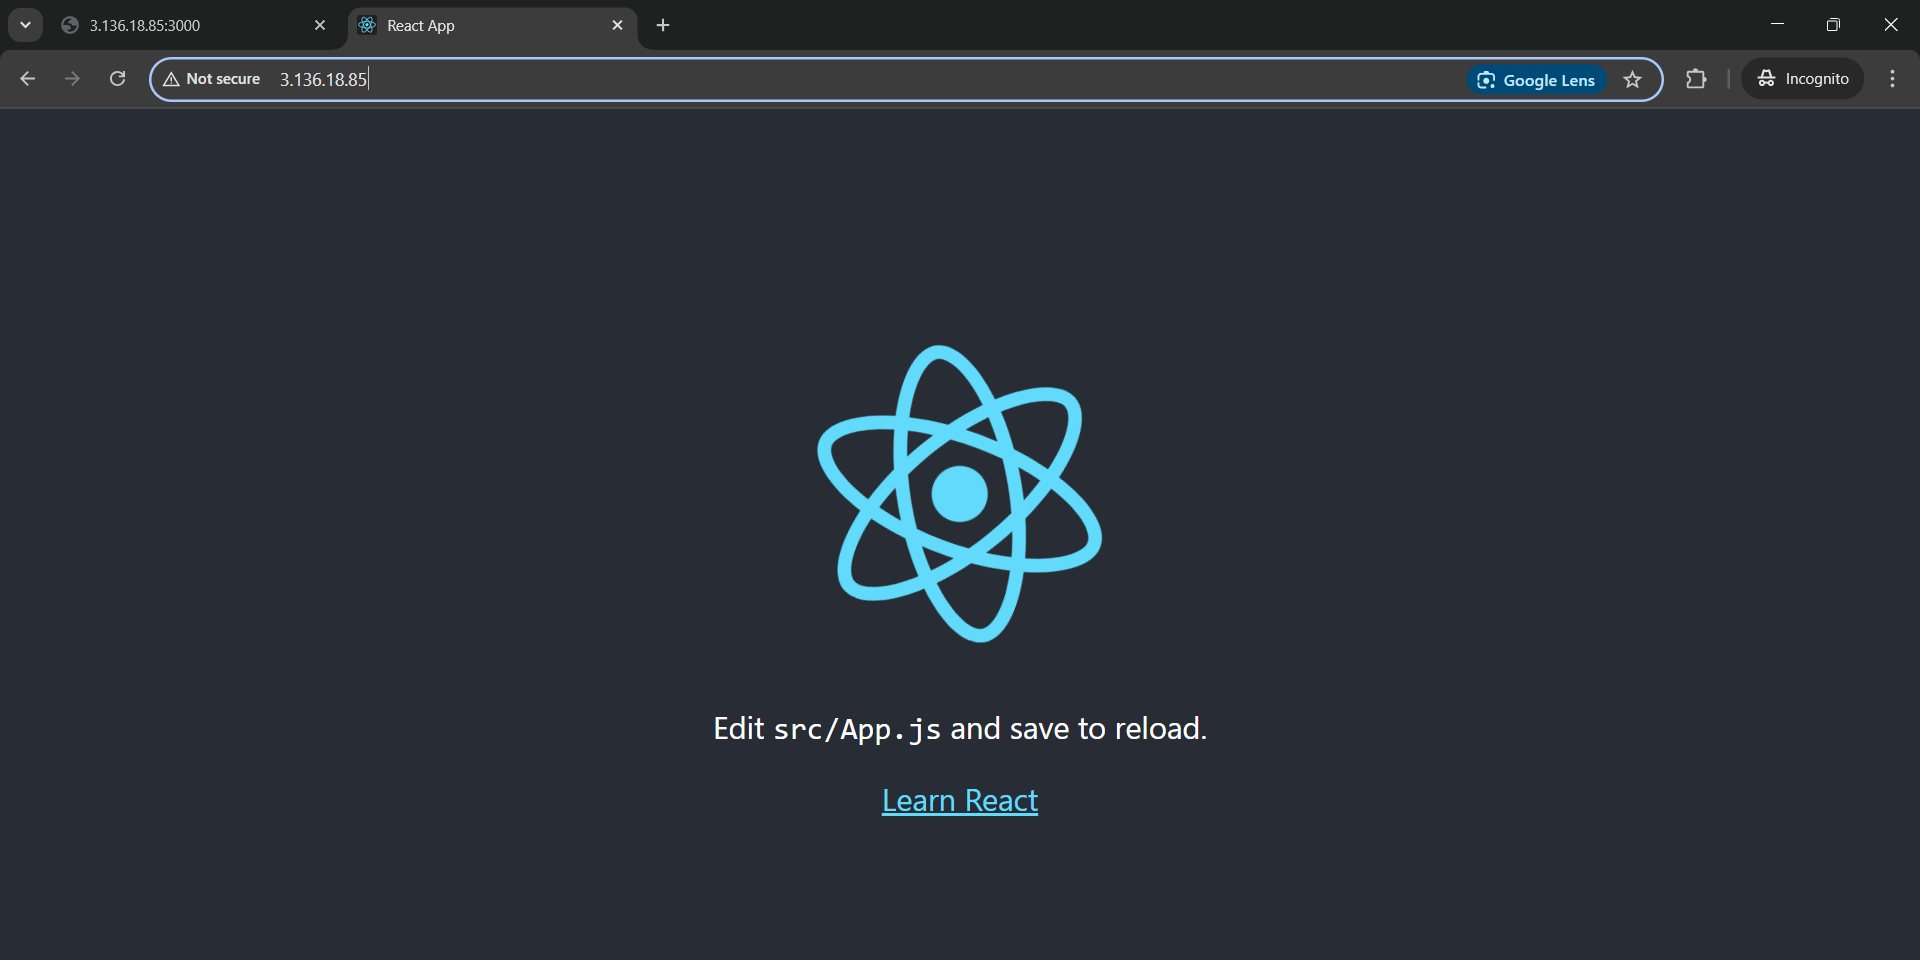 3.136.18.85:3000
React App
Not secure
3.136.18.85
Google Lens
Incognito
Edit src/App.js and save to reload.
Learn React